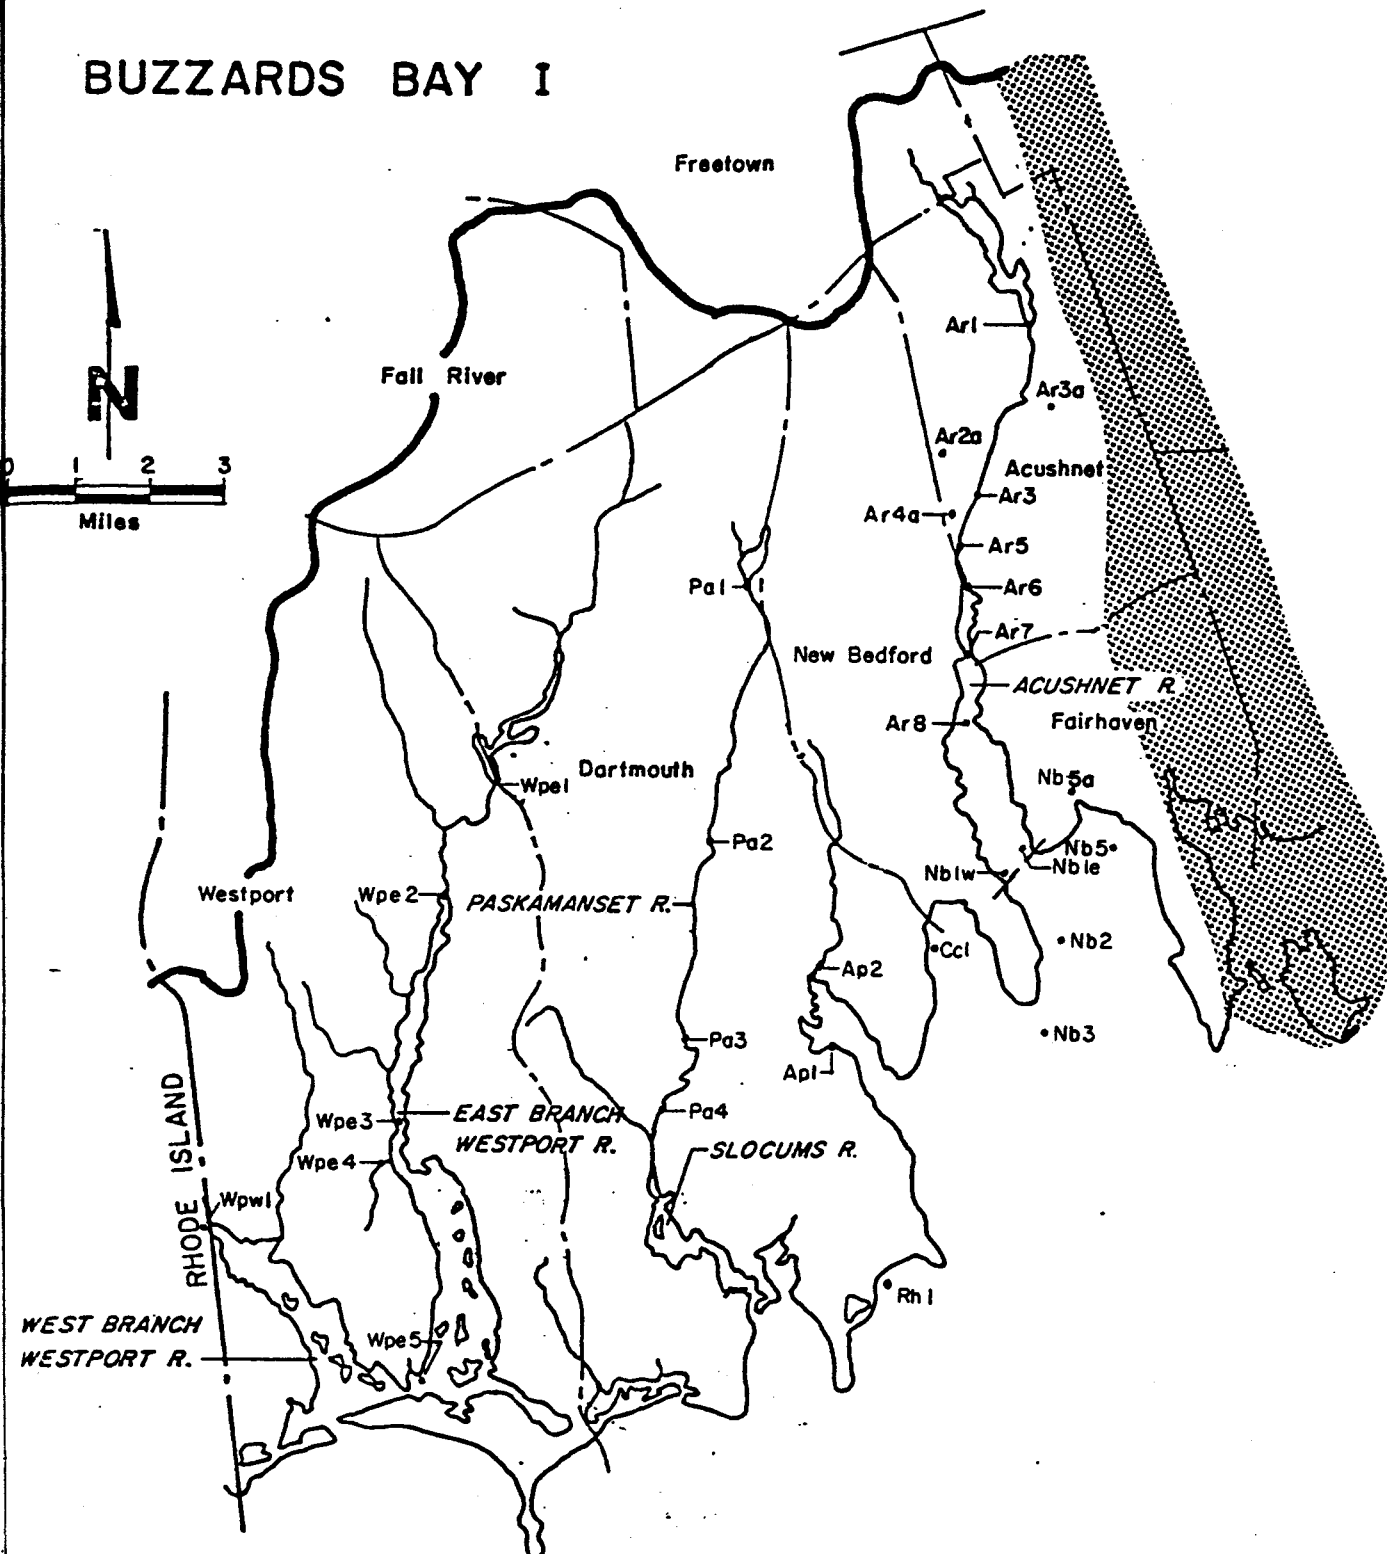 BUZZARDS BAY I
Freetown
Ar1
Fall River
Ar3a
Ar2a
N
0 1 2 3
Miles
Acushnet
Ar3
Ar4a
Ar5
Pa1
Ar6
Ar7
New Bedford
ACUSHNET R.
Ar8
Fairhaven
Dartmouth
Wpe1
Nb5a
Pa2
Nb5
Nb1e
Nb1w
Westport
Wpe2
PASKAMANSET R.
Nb2
Cc1
Ap2
Nb3
Pa3
Ap1
Pa4
Wpe3
EAST BRANCH
WESTPORT R.
SLOCUMS R.
Wpe4
RHODE ISLAND
Wpw1
Rh1
WEST BRANCH
WESTPORT R.
Wpe5